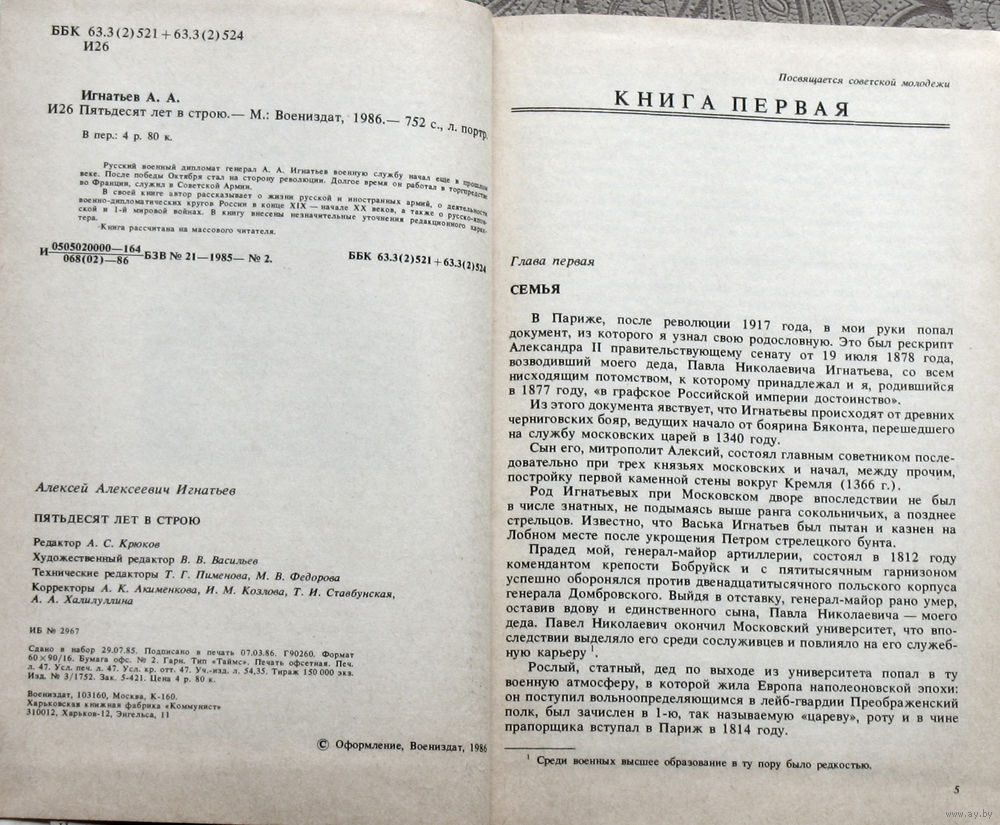 ББК 63.3(2)521+63.3(2)524
И26
Игнатьев А. А.
И26 Пятьдесят лет в строю.— М.: Воениздат, 1986.— 752 с., л. портр.
В пер.: 4 р. 80 к.
Русский военный дипломат генерал А. А. Игнатьев военную службу начал еще в прошлом
веке. После победы Октября стал на сторону революции. Долгое время он работал в торгпредстве
во Франции, служил в Советской Армии.
В своей книге автор рассказывает о жизни русской и иностранных армий, о деятельности
военно-дипломатических кругов России в конце XIX — начале XX веков, а также о русско-япон-
ской и 1-й мировой войнах. В книгу внесены незначительные уточнения редакционного харак-
тера.
Книга рассчитана на массового читателя.
И 0505020000—164
068(02)—86 БЗВ № 21—1985— № 2.
ББК 63.3(2)521+63.3(2)524
Алексей Алексеевич Игнатьев
ПЯТЬДЕСЯТ ЛЕТ В СТРОЮ
Редактор А. С. Крюков
Художественный редактор В. В. Васильев
Технические редакторы Т. Г. Пименова, М. В. Федорова
Корректоры А. К. Акименкова, И. М. Козлова, Т. И. Ставбунская,
А. А. Халилуллина
ИБ № 2967
Сдано в набор 29.07.85. Подписано в печать 07.03.86. Г90260. Формат
60×90/16. Бумага офс. № 2. Гарн. Тип «Таймс». Печать офсетная. Печ.
л. 47. Усл. печ. л. 47. Усл. кр. отт. 47. Уч.-изд. л. 54,35. Тираж 150 000 экз.
Изд. № 3/1752. Зак. 5-421. Цена 4 р. 80 к.
Воениздат, 103160, Москва, К-160.
Харьковская книжная фабрика «Коммунист»
310012, Харьков-12, Энгельса, 11
© Оформление, Воениздат, 1986
Посвящается советской молодежи
КНИГА ПЕРВАЯ
Глава первая
СЕМЬЯ
В Париже, после революции 1917 года, в мои руки попал
документ, из которого я узнал свою родословную. Это был рескрипт
Александра II правительствующему сенату от 19 июля 1878 года,
возводивший моего деда, Павла Николаевича Игнатьева, со всем
нисходящим потомством, к которому принадлежал и я, родившийся
в 1877 году, «в графское Российской империи достоинство».
Из этого документа явствует, что Игнатьевы происходят от древних
черниговских бояр, ведущих начало от боярина Бяконта, перешедшего
на службу московских царей в 1340 году.
Сын его, митрополит Алексий, состоял главным советником после-
довательно при трех князьях московских и начал, между прочим,
постройку первой каменной стены вокруг Кремля (1366 г.).
Род Игнатьевых при Московском дворе впоследствии не был
в числе знатных, не подымаясь выше ранга сокольничьих, а позднее
стрельцов. Известно, что Васька Игнатьев был пытан и казнен на
Лобном месте после укрощения Петром стрелецкого бунта.
Прадед мой, генерал-майор артиллерии, состоял в 1812 году
комендантом крепости Бобруйск и с пятитысячным гарнизоном
успешно оборонялся против двенадцатитысячного польского корпуса
генерала Домбровского. Выйдя в отставку, генерал-майор рано умер,
оставив вдову и единственного сына, Павла Николаевича — моего
деда. Павел Николаевич окончил Московский университет, что впо-
следствии выделяло его среди сослуживцев и повлияло на его служеб-
ную карьеру ¹.
Рослый, статный, дед по выходе из университета попал в ту
военную атмосферу, в которой жила Европа наполеоновской эпохи:
он поступил вольноопределяющимся в лейб-гвардии Преображенский
полк, был зачислен в 1-ю, так называемую «цареву», роту и в чине
прапорщика вступал в Париж в 1814 году.
¹ Среди военных высшее образование в ту пору было редкостью.
5
www.ay.by